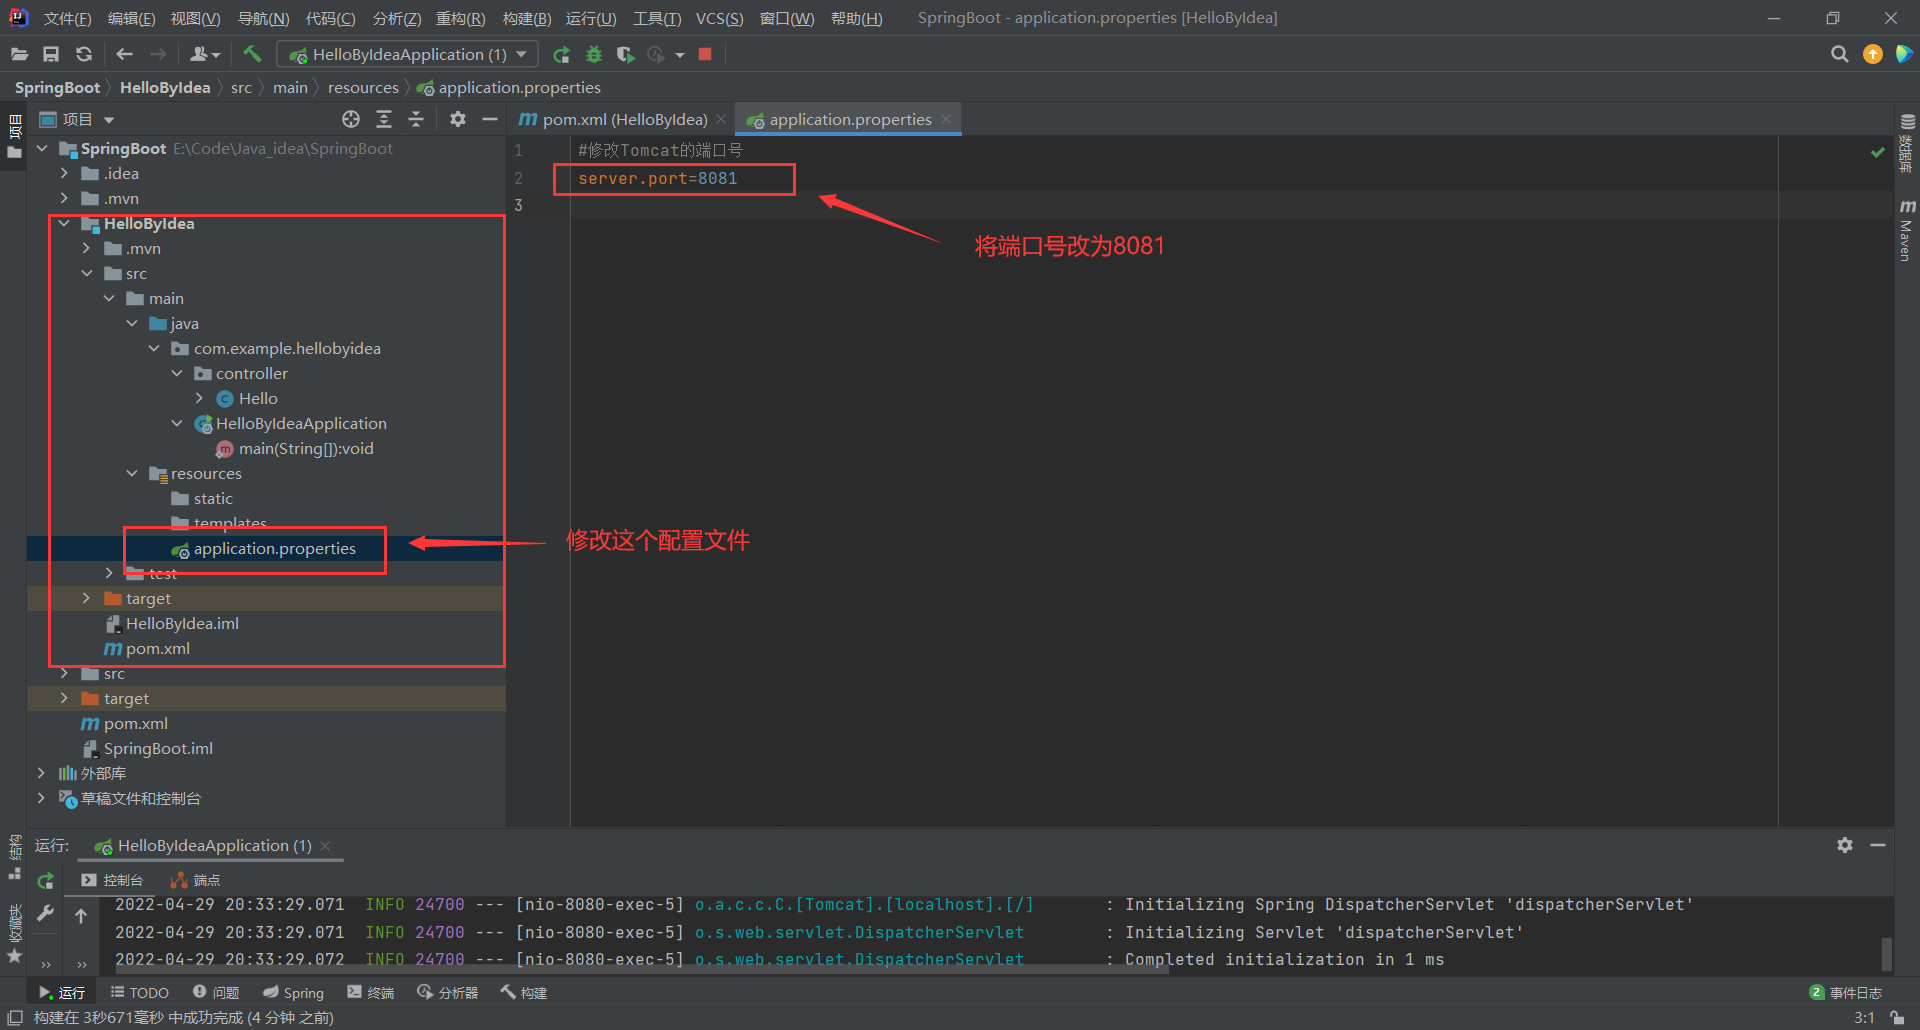 文件(F) 编辑(E) 视图(V) 导航(N) 代码(C) 分析(Z) 重构(R) 构建(B) 运行(U) 工具(T) VCS(S) 窗口(W) 帮助(H) SpringBoot - application.properties [HelloByIdea]
HelloByIdeaApplication (1)
SpringBoot HelloByIdea src main resources application.properties
项目
项目
pom.xml (HelloByIdea)
application.properties
SpringBoot E:\Code\Java_idea\SpringBoot
.idea
.mvn
HelloByIdea
.mvn
src
main
java
com.example.hellobyidea
controller
Hello
HelloByIdeaApplication
main(String[]):void
resources
static
templates
application.properties
test
target
HelloByIdea.iml
pom.xml
src
target
pom.xml
SpringBoot.iml
外部库
草稿文件和控制台
1 #修改Tomcat的端口号
2 server.port=8081
3
将端口号改为8081
修改这个配置文件
数据库
Maven
结构
收藏夹
运行: HelloByIdeaApplication (1)
控制台 端点
2022-04-29 20:33:29.071 INFO 24700 --- [nio-8080-exec-5] o.a.c.c.C.[Tomcat].[localhost].[/] : Initializing Spring DispatcherServlet 'dispatcherServlet'
2022-04-29 20:33:29.071 INFO 24700 --- [nio-8080-exec-5] o.s.web.servlet.DispatcherServlet : Initializing Servlet 'dispatcherServlet'
2022-04-29 20:33:29.072 INFO 24700 --- [nio-8080-exec-5] o.s.web.servlet.DispatcherServlet : Completed initialization in 1 ms
运行 TODO 问题 Spring 终端 分析器 构建 2 事件日志
构建在 3秒671毫秒 中成功完成 (4 分钟 之前) 3:1